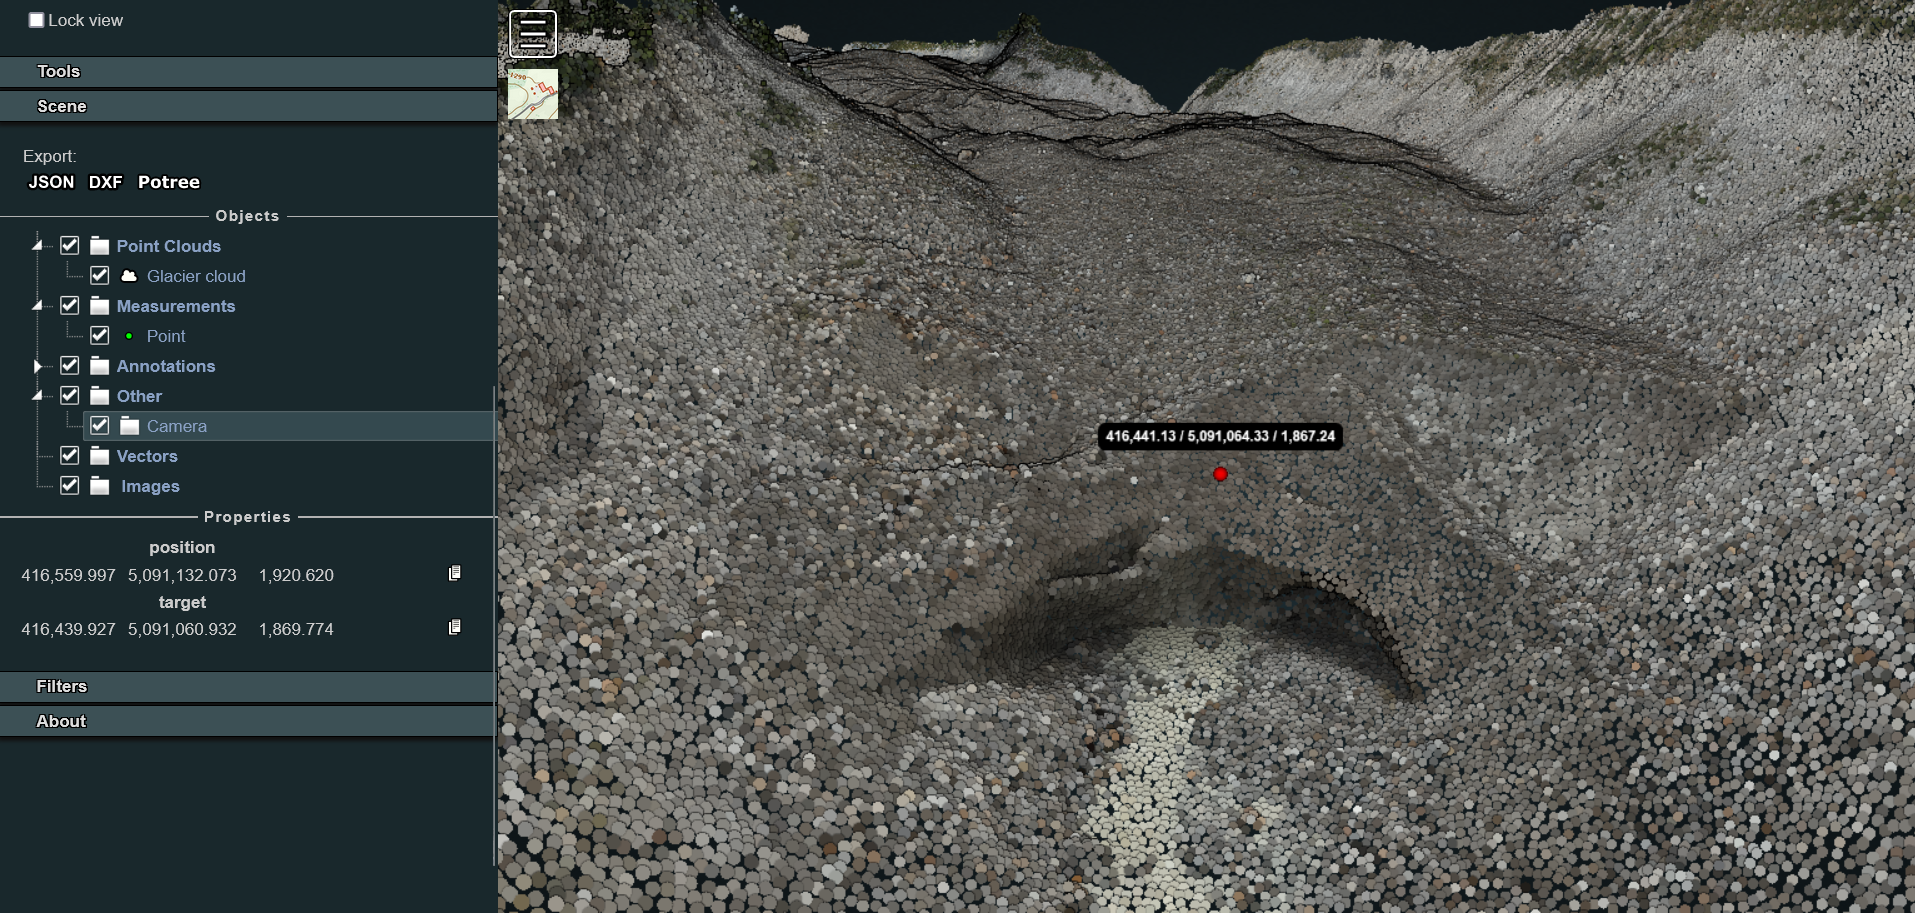 Lock view
Tools
Scene
Export:
JSON DXF Potree
Objects
Point Clouds
Glacier cloud
Measurements
Point
Annotations
Other
Camera
Vectors
Images
Properties
position
416,559.997 5,091,132.073 1,920.620
target
416,439.927 5,091,060.932 1,869.774
Filters
About
1290
416,441.13 / 5,091,064.33 / 1,867.24